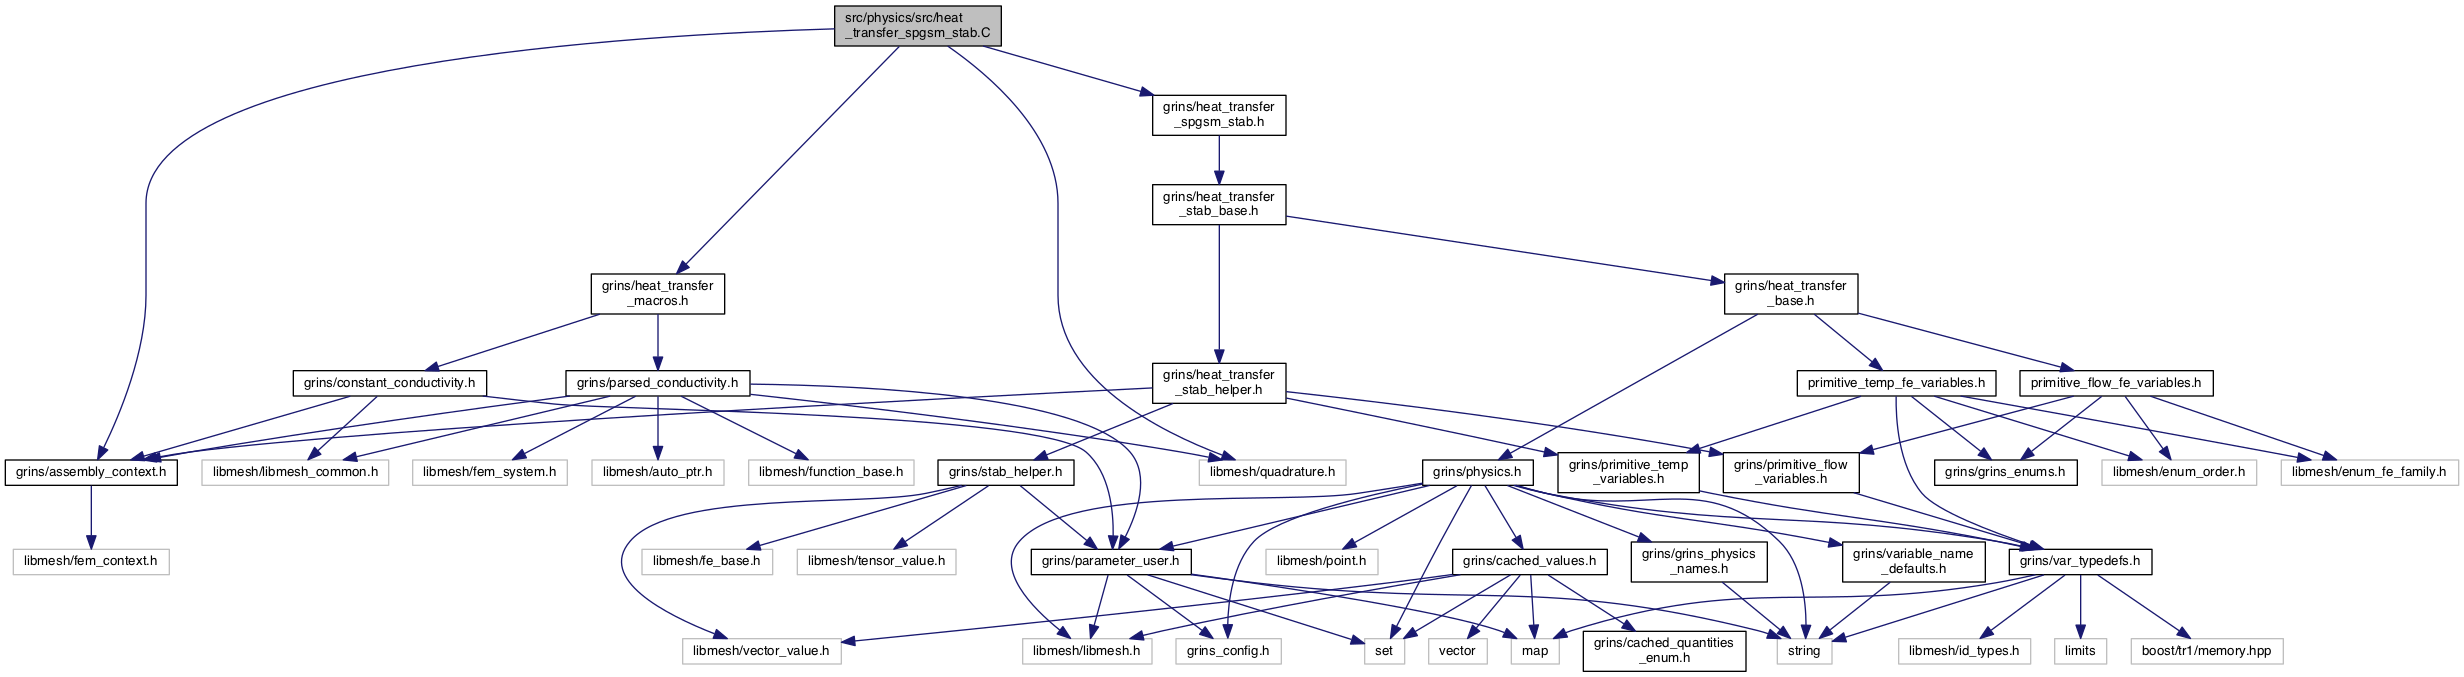 src/physics/src/heat
_transfer_spgsm_stab.C
grins/heat_transfer
_spgsm_stab.h
grins/heat_transfer
_stab_base.h
grins/heat_transfer
_macros.h
grins/heat_transfer
_base.h
grins/constant_conductivity.h
grins/parsed_conductivity.h
grins/heat_transfer
_stab_helper.h
primitive_temp_fe_variables.h
primitive_flow_fe_variables.h
grins/assembly_context.h
libmesh/libmesh_common.h
libmesh/fem_system.h
libmesh/auto_ptr.h
libmesh/function_base.h
grins/stab_helper.h
libmesh/quadrature.h
grins/physics.h
grins/primitive_temp
_variables.h
grins/primitive_flow
_variables.h
grins/grins_enums.h
libmesh/enum_order.h
libmesh/enum_fe_family.h
libmesh/fem_context.h
libmesh/fe_base.h
libmesh/tensor_value.h
grins/parameter_user.h
libmesh/point.h
grins/cached_values.h
grins/grins_physics
_names.h
grins/variable_name
_defaults.h
grins/var_typedefs.h
libmesh/vector_value.h
libmesh/libmesh.h
grins_config.h
set
vector
map
grins/cached_quantities
_enum.h
string
libmesh/id_types.h
limits
boost/tr1/memory.hpp